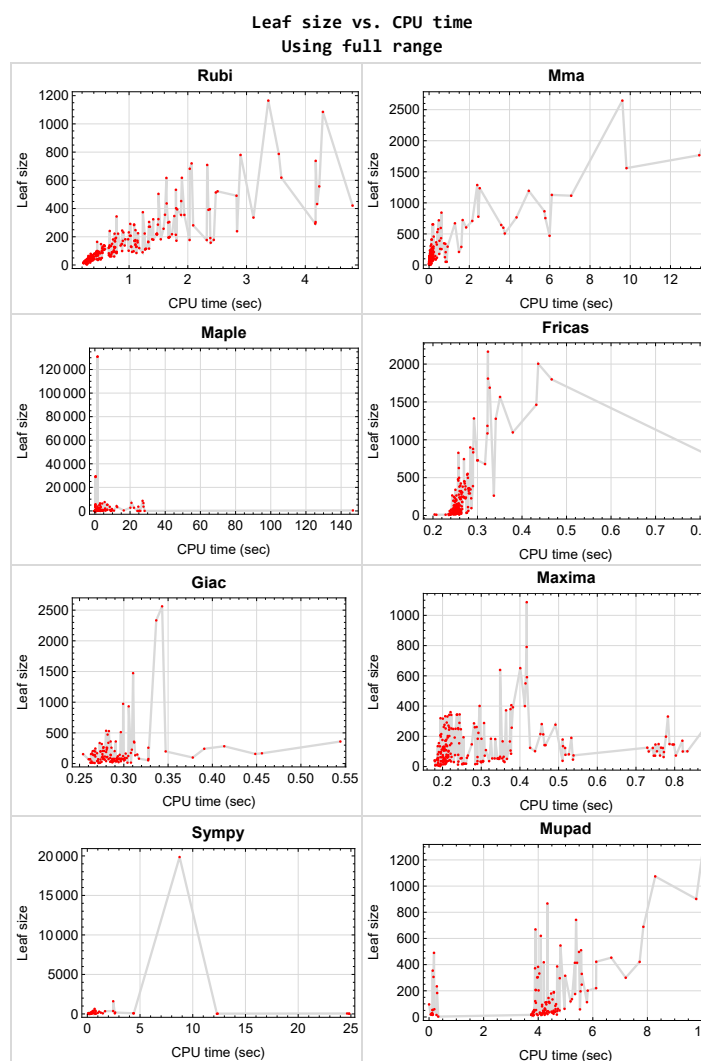 Leaf size vs. CPU time
Using full range
Rubi
Leaf size
1200
1000
800
600
400
200
0
1 2 3 4
CPU time (sec)
Mma
Leaf size
2500
2000
1500
1000
500
0
0 2 4 6 8 10 12
CPU time (sec)
Maple
Leaf size
120 000
100 000
80 000
60 000
40 000
20 000
0
0 20 40 60 80 100 120 140
CPU time (sec)
Fricas
Leaf size
2000
1500
1000
500
0
0.2 0.3 0.4 0.5 0.6 0.7
CPU time (sec)
Giac
Leaf size
2500
2000
1500
1000
500
0
0.25 0.30 0.35 0.40 0.45 0.50 0.55
CPU time (sec)
Maxima
Leaf size
1000
800
600
400
200
0
0.2 0.3 0.4 0.5 0.6 0.7 0.8
CPU time (sec)
Sympy
Leaf size
20 000
15 000
10 000
5000
0
0 5 10 15 20 25
CPU time (sec)
Mupad
Leaf size
1200
1000
800
600
400
200
0
0 2 4 6 8
CPU time (sec)